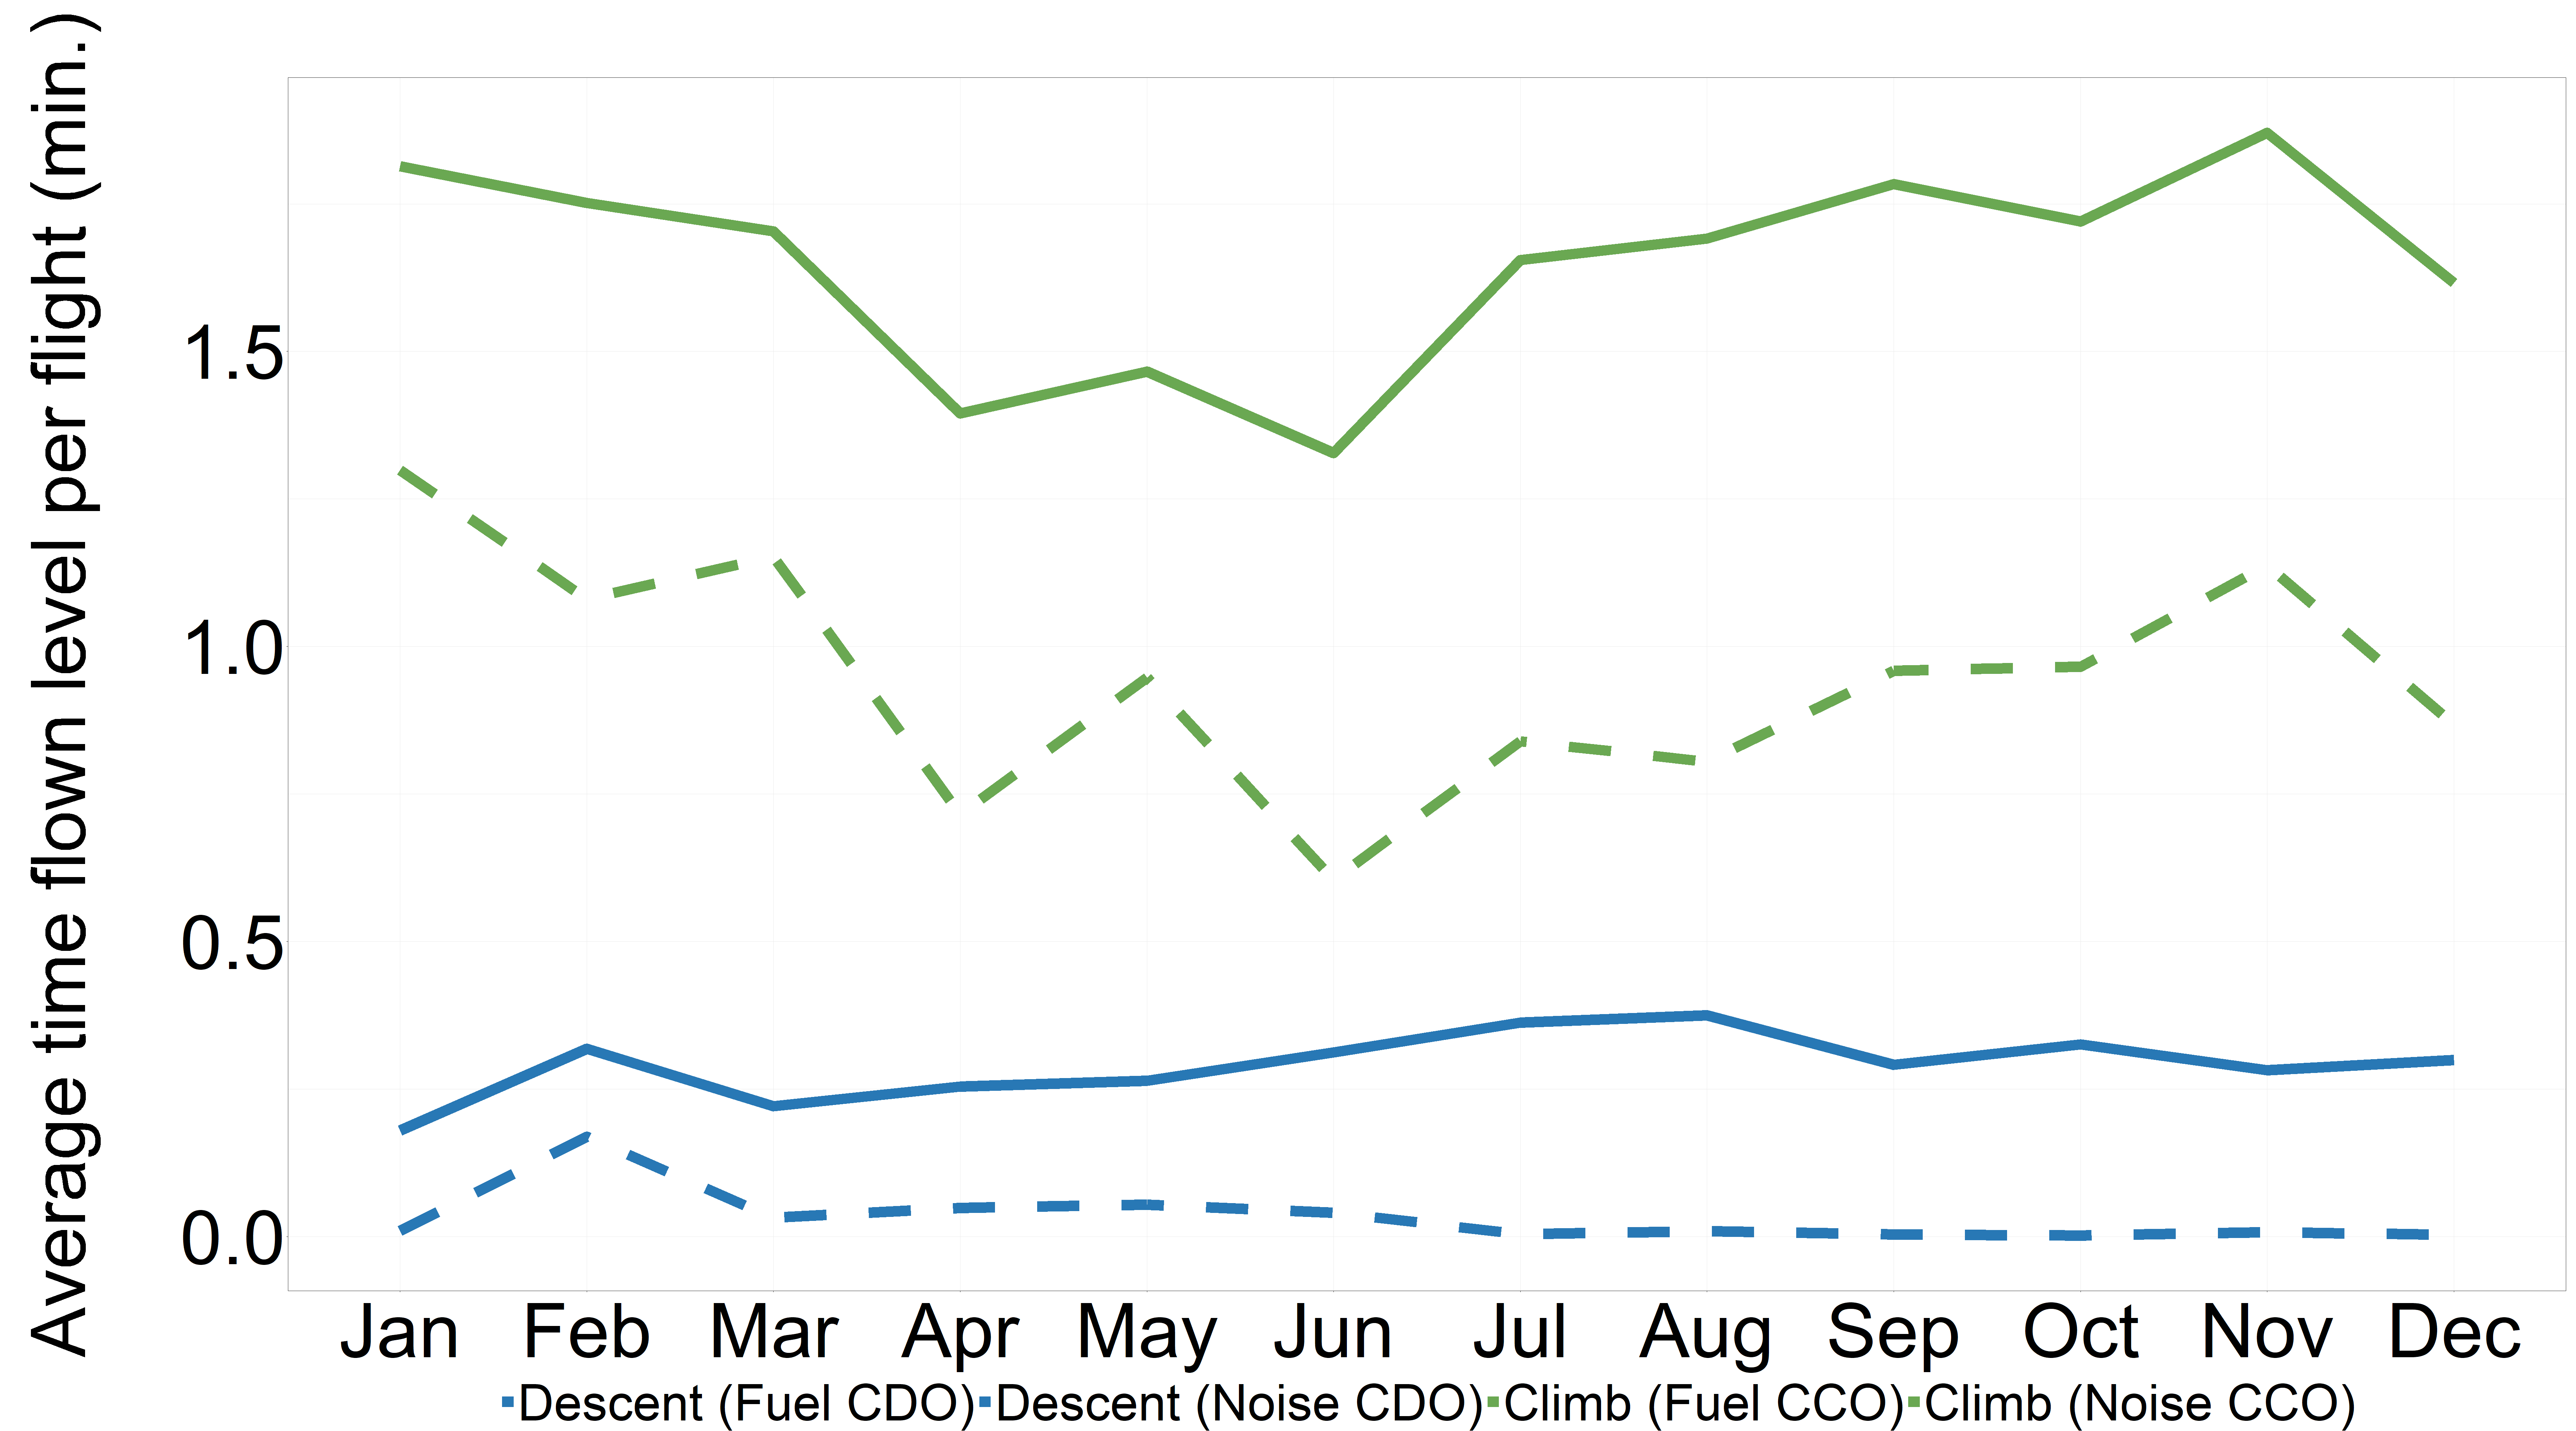 Average time flown level per flight (min.)
1.5
1.0
0.5
0.0
Jan Feb Mar Apr May Jun Jul Aug Sep Oct Nov Dec
Descent (Fuel CDO) Descent (Noise CDO) Climb (Fuel CCO) Climb (Noise CCO)